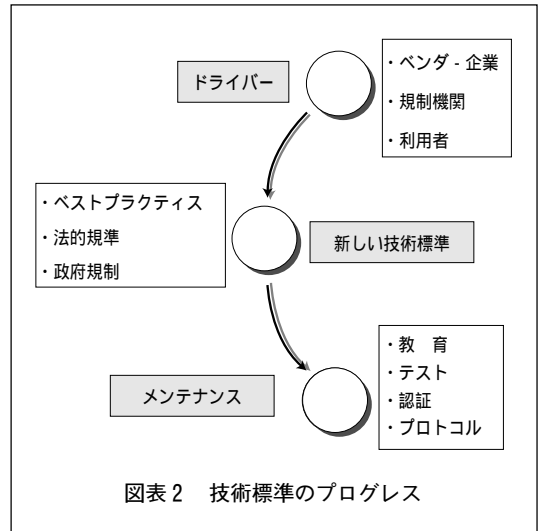 ドライバー
・ベンダ - 企業
・規制機関
・利用者
・ベストプラクティス
・法的規準
・政府規制
新しい技術標準
メンテナンス
・教　育
・テスト
・認証
・プロトコル
図表2　技術標準のプログレス